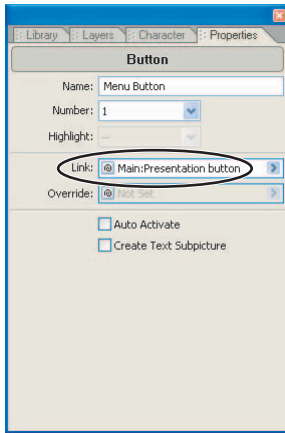 Library Layers Character Properties
Button
Name: Menu Button
Number: 1
Highlight: --
Link: Main:Presentation button
Override: Not Set
Auto Activate
Create Text Subpicture